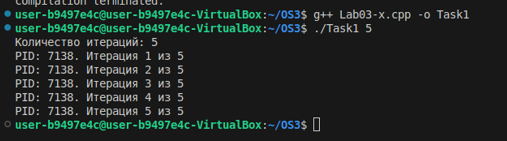 compilation terminated.
user-b9497e4c@user-b9497e4c-VirtualBox:~/OS3$ g++ Lab03-x.cpp -o Task1
user-b9497e4c@user-b9497e4c-VirtualBox:~/OS3$ ./Task1 5
Количество итераций: 5
PID: 7138. Итерация 1 из 5
PID: 7138. Итерация 2 из 5
PID: 7138. Итерация 3 из 5
PID: 7138. Итерация 4 из 5
PID: 7138. Итерация 5 из 5
user-b9497e4c@user-b9497e4c-VirtualBox:~/OS3$